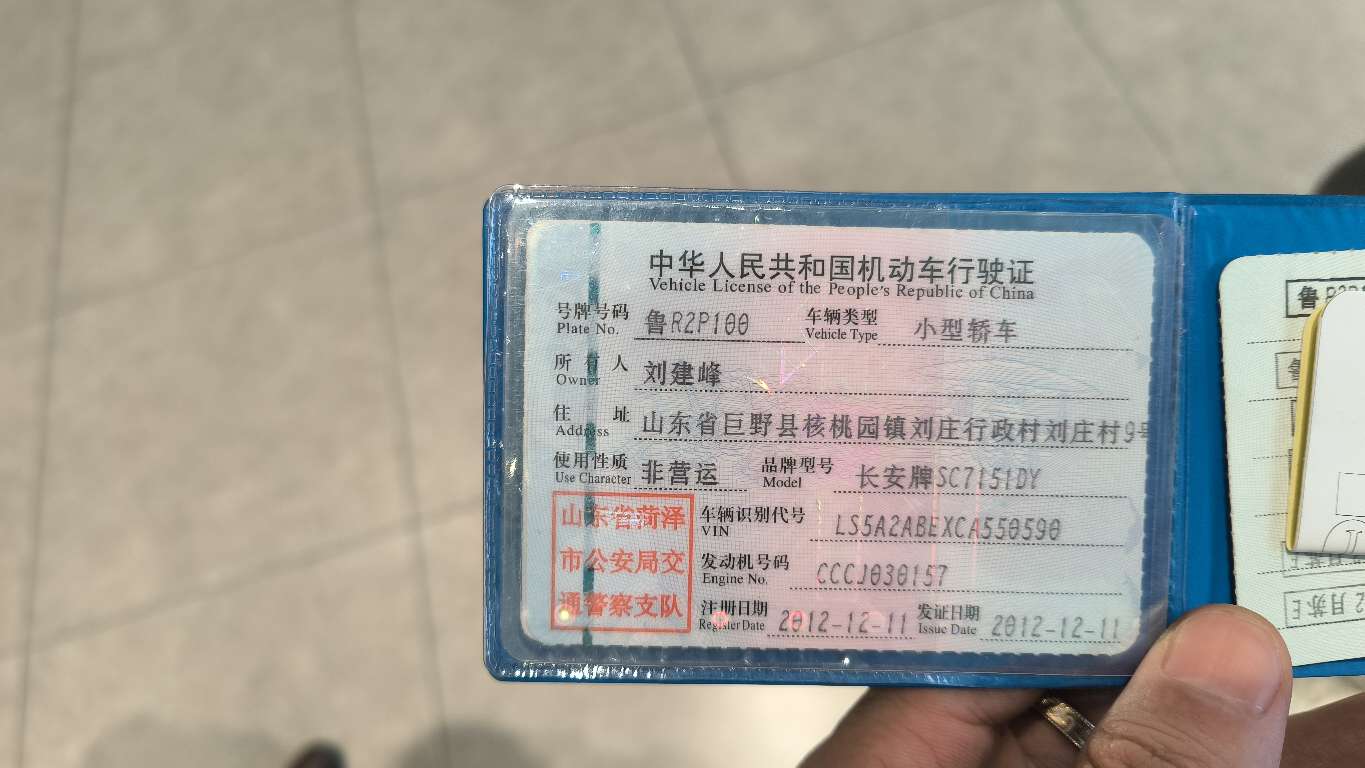 中华人民共和国机动车行驶证
Vehicle License of the People's Republic of China
号牌号码 鲁R2P100 车辆类型 小型轿车
Plate No. Vehicle Type
所有人 刘建峰
Owner
住址 山东省巨野县核桃园镇刘庄行政村刘庄村9号
Address
使用性质 非营运 品牌型号 长安牌SC7151DY
Use Character Model
山东省菏泽
市公安局交
通警察支队
车辆识别代号 LS5A2ABEXCA550590
VIN
发动机号码 CCCJ030157
Engine No.
注册日期 2012-12-11 发证日期 2012-12-11
Register Date Issue Date
鲁